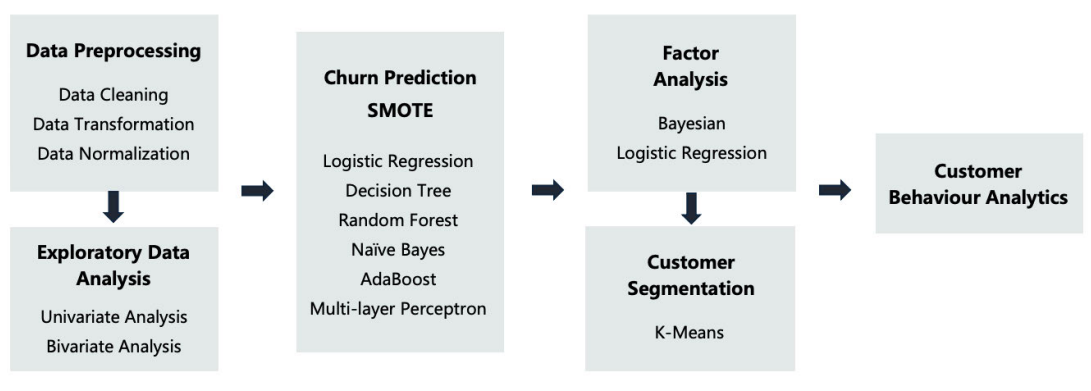 Data Preprocessing
Data Cleaning
Data Transformation
Data Normalization
Exploratory Data
Analysis
Univariate Analysis
Bivariate Analysis
Churn Prediction
SMOTE
Logistic Regression
Decision Tree
Random Forest
Naïve Bayes
AdaBoost
Multi-layer Perceptron
Factor
Analysis
Bayesian
Logistic Regression
Customer
Segmentation
K-Means
Customer
Behaviour Analytics